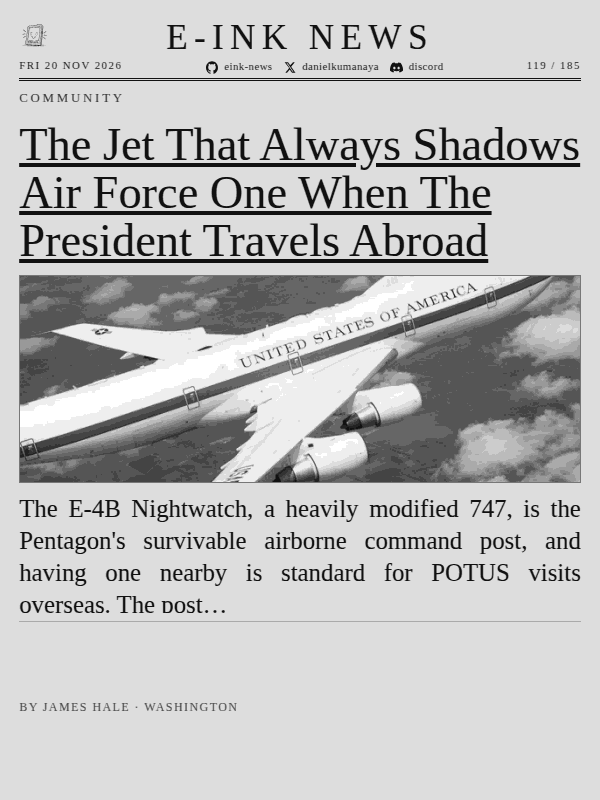 E-INK NEWS
FRI 20 NOV 2026
eink-news
danielkumanaya
discord
119 / 185
COMMUNITY
The Jet That Always Shadows
Air Force One When The
President Travels Abroad
UNITED STATES OF AMERICA
The E-4B Nightwatch, a heavily modified 747, is the
Pentagon's survivable airborne command post, and
having one nearby is standard for POTUS visits
overseas. The post…
BY JAMES HALE · WASHINGTON